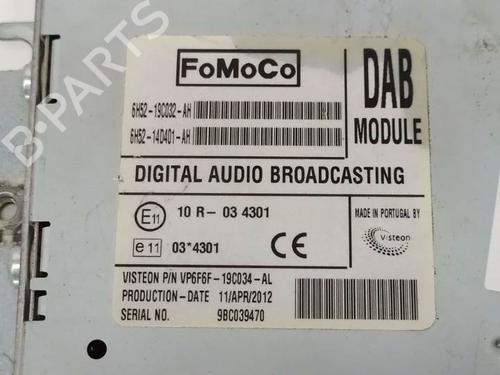 FoMoCo
DAB
MODULE
6H52-19C032-AH
6H52-14D401-AH
DIGITAL AUDIO BROADCASTING
E11 10 R- 03 4301
e 11 03*4301
CE
MADE IN PORTUGAL BY
Visteon
VISTEON P/N VP6F6F-19C034-AL
PRODUCTION-DATE 11/APR/2012
SERIAL NO. 9BC039470
B-PARTS